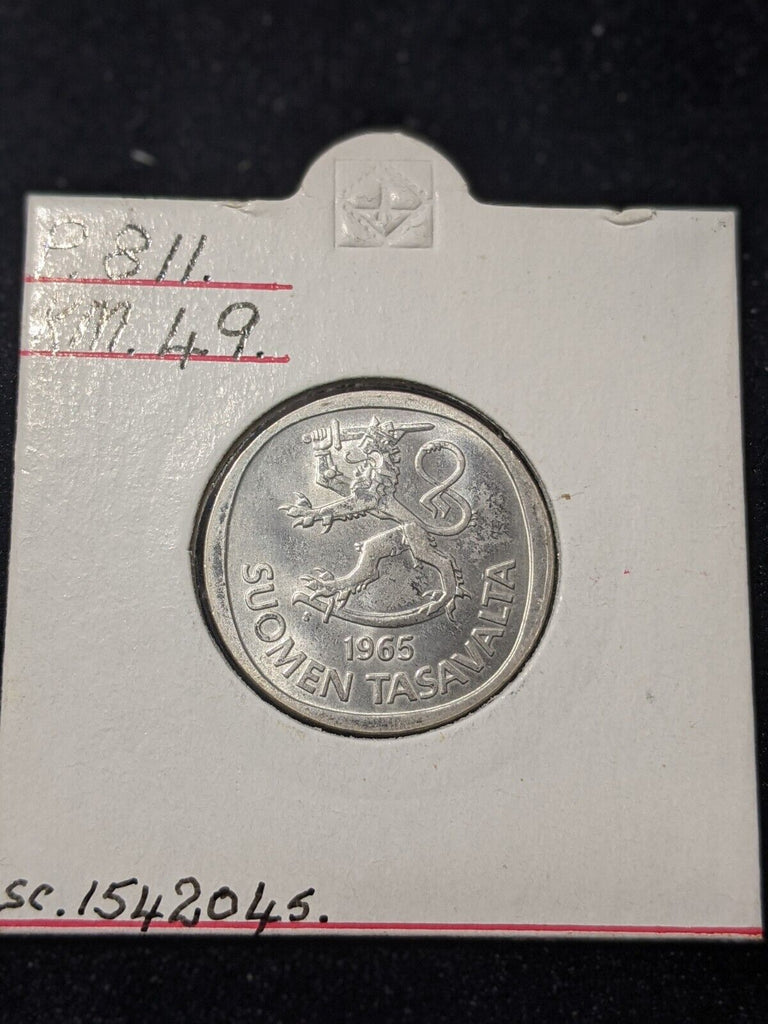 P. 811.
KM. 49.
1965
SUOMEN TASAVALTA
sc. 1542045.